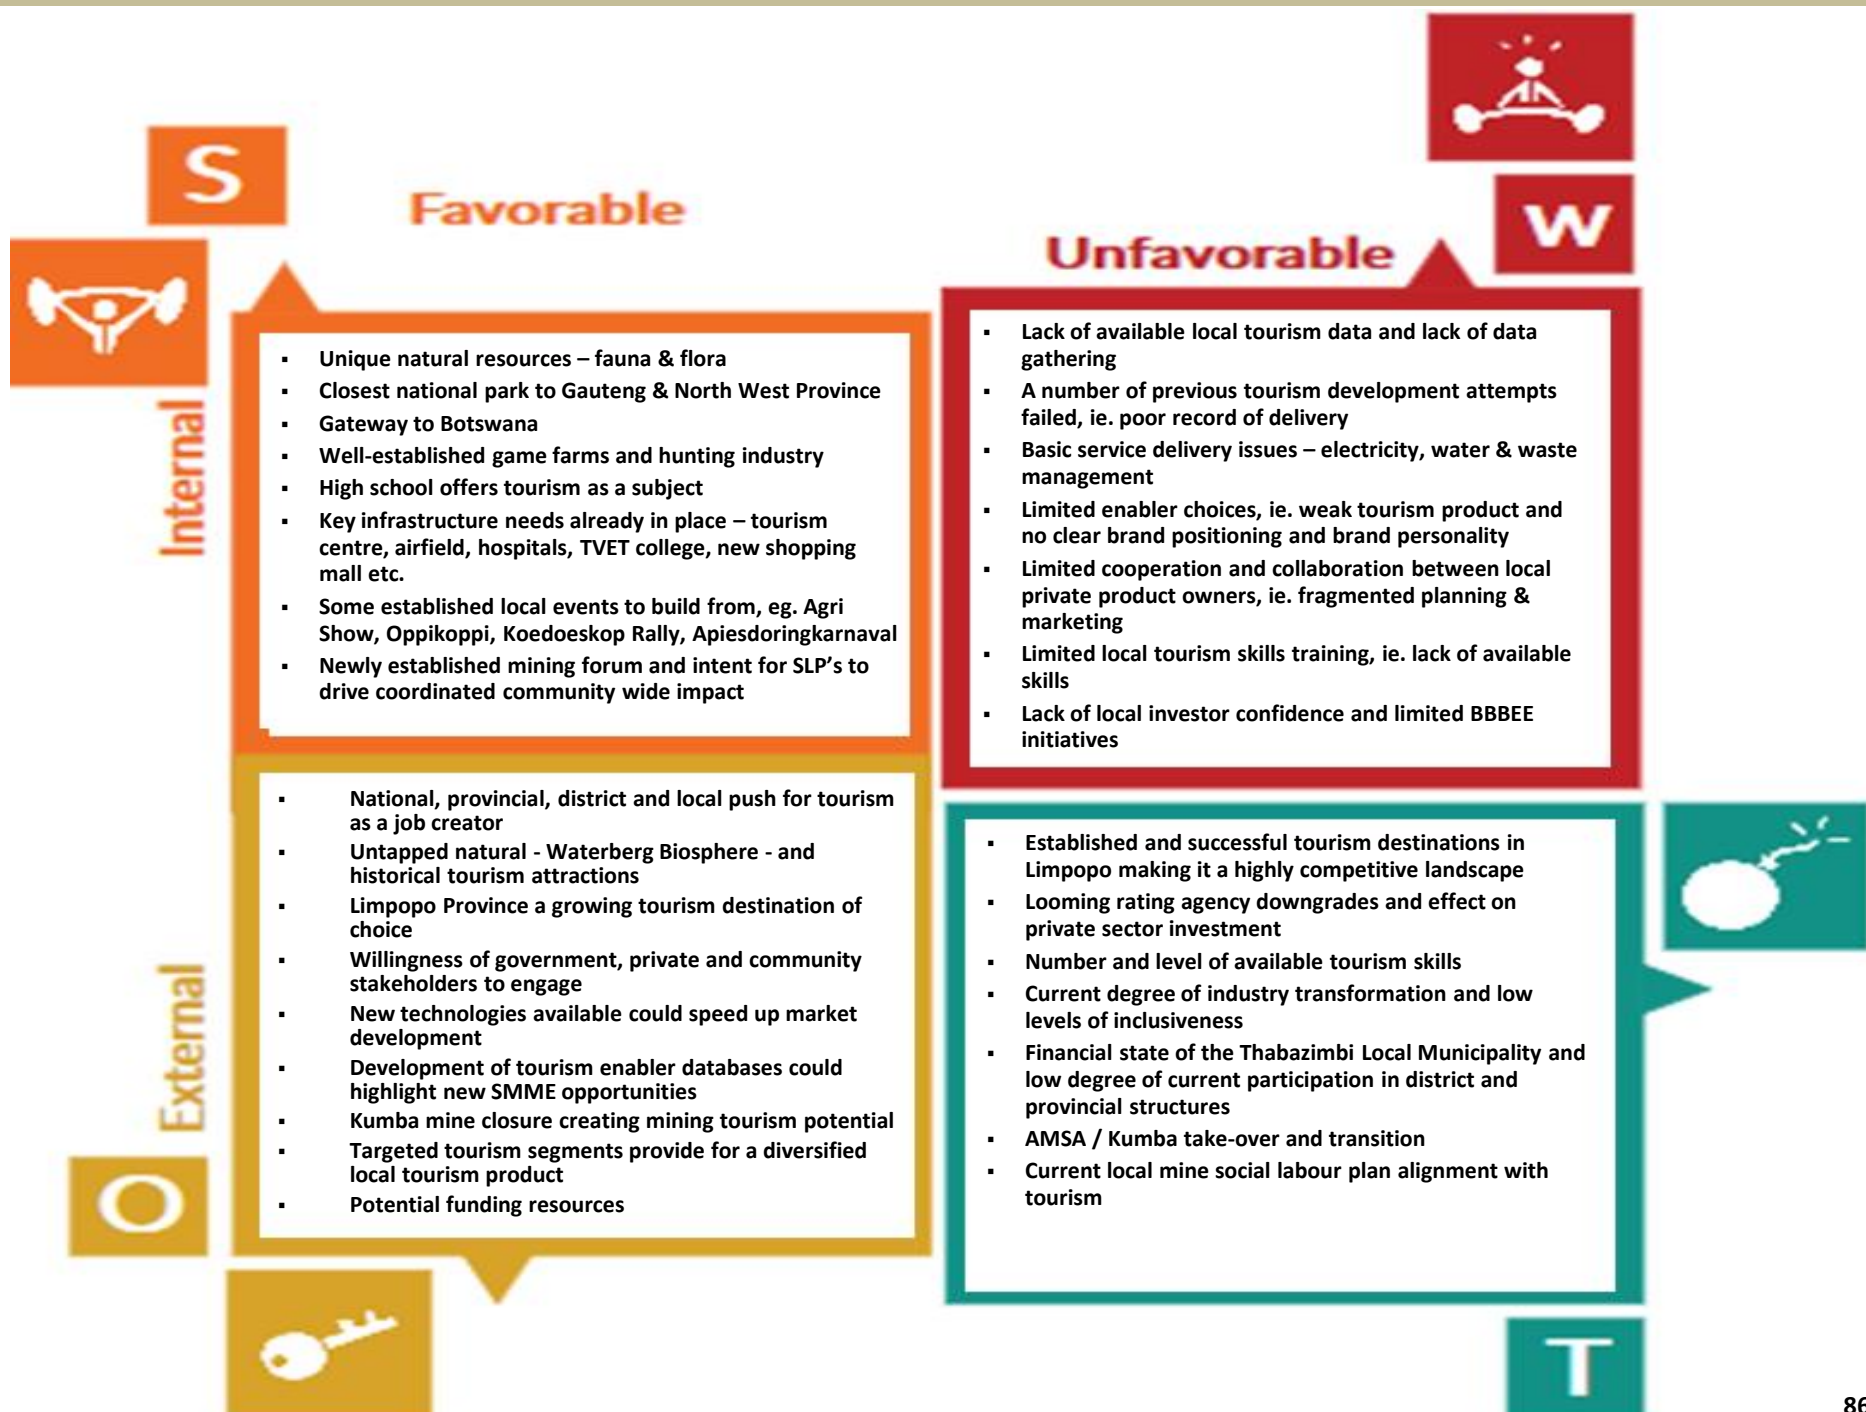 S
Favorable
W
Unfavorable
Internal
▪ Unique natural resources – fauna & flora
▪ Closest national park to Gauteng & North West Province
▪ Gateway to Botswana
▪ Well-established game farms and hunting industry
▪ High school offers tourism as a subject
▪ Key infrastructure needs already in place – tourism
centre, airfield, hospitals, TVET college, new shopping
mall etc.
▪ Some established local events to build from, eg. Agri
Show, Oppikoppi, Koedoeskop Rally, Apiesdoringkarnaval
▪ Newly established mining forum and intent for SLP’s to
drive coordinated community wide impact
▪ Lack of available local tourism data and lack of data
gathering
▪ A number of previous tourism development attempts
failed, ie. poor record of delivery
▪ Basic service delivery issues – electricity, water & waste
management
▪ Limited enabler choices, ie. weak tourism product and
no clear brand positioning and brand personality
▪ Limited cooperation and collaboration between local
private product owners, ie. fragmented planning &
marketing
▪ Limited local tourism skills training, ie. lack of available
skills
▪ Lack of local investor confidence and limited BBBEE
initiatives
External
O
▪ National, provincial, district and local push for tourism
as a job creator
▪ Untapped natural - Waterberg Biosphere - and
historical tourism attractions
▪ Limpopo Province a growing tourism destination of
choice
▪ Willingness of government, private and community
stakeholders to engage
▪ New technologies available could speed up market
development
▪ Development of tourism enabler databases could
highlight new SMME opportunities
▪ Kumba mine closure creating mining tourism potential
▪ Targeted tourism segments provide for a diversified
local tourism product
▪ Potential funding resources
▪ Established and successful tourism destinations in
Limpopo making it a highly competitive landscape
▪ Looming rating agency downgrades and effect on
private sector investment
▪ Number and level of available tourism skills
▪ Current degree of industry transformation and low
levels of inclusiveness
▪ Financial state of the Thabazimbi Local Municipality and
low degree of current participation in district and
provincial structures
▪ AMSA / Kumba take-over and transition
▪ Current local mine social labour plan alignment with
tourism
T
86